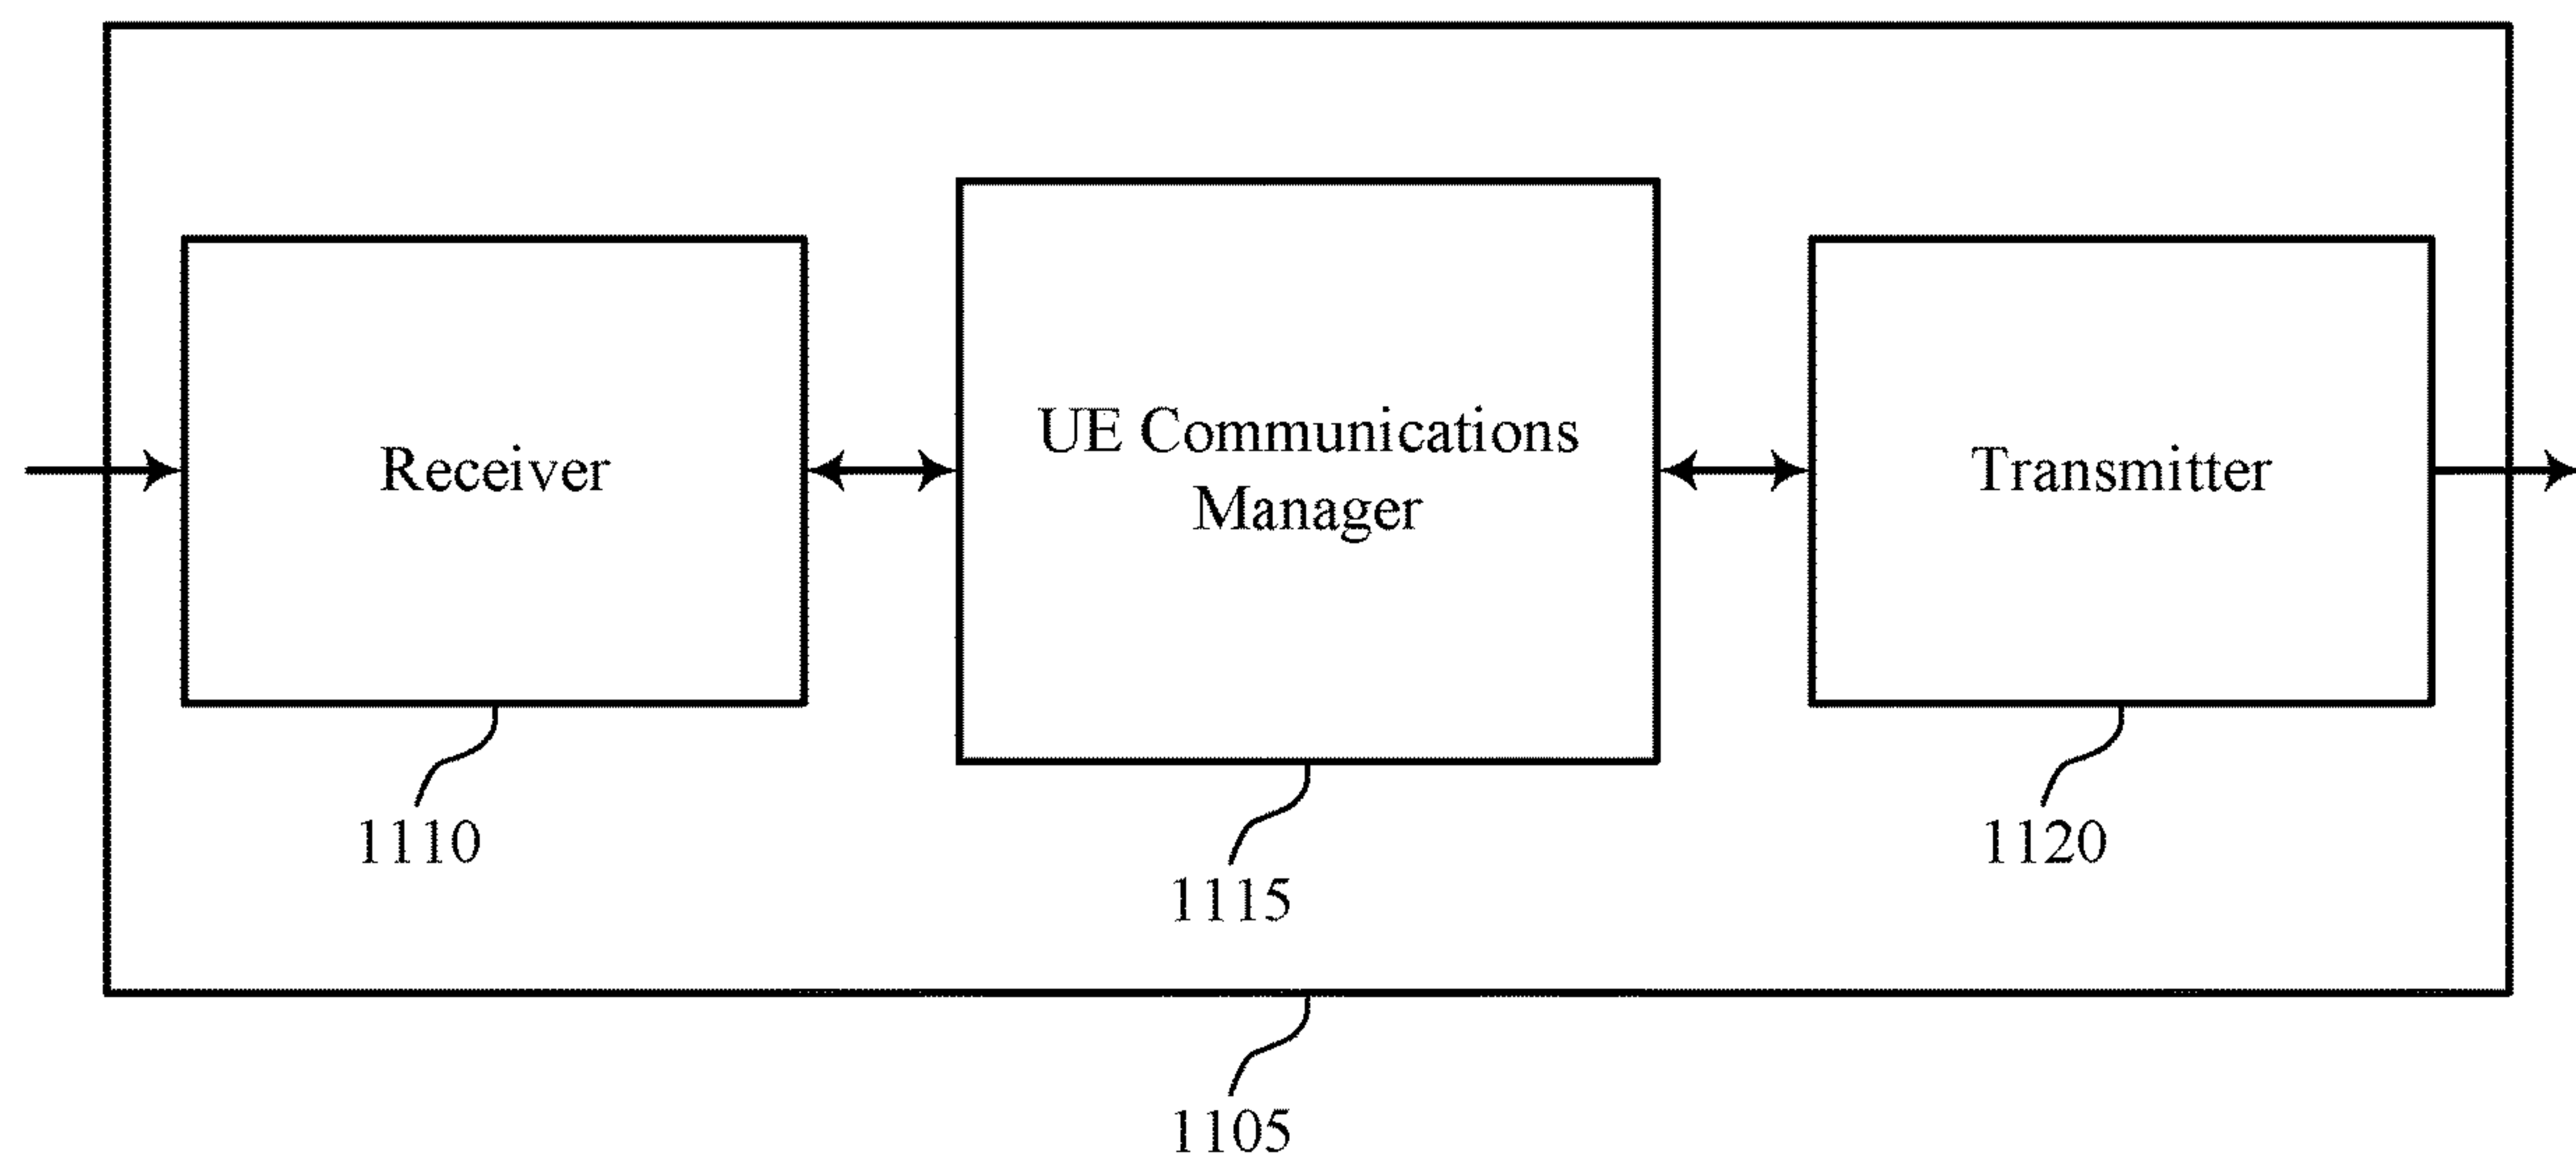 Receiver
UE Communications
Manager
Transmitter
1110
1115
1120
1105